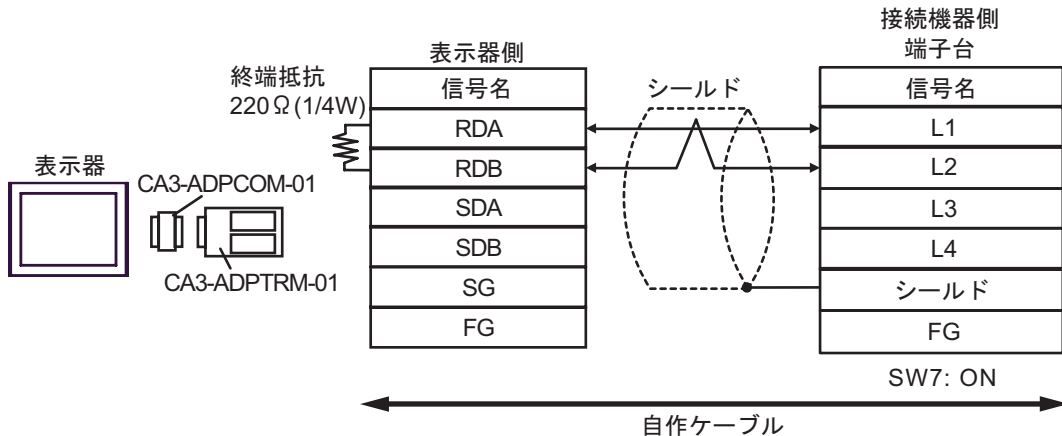 表示器
CA3-ADPCOM-01
CA3-ADPTRM-01
終端抵抗
220Ω(1/4W)
表示器側
信号名
RDA
RDB
SDA
SDB
SG
FG
シールド
接続機器側
端子台
信号名
L1
L2
L3
L4
シールド
FG
SW7: ON
自作ケーブル